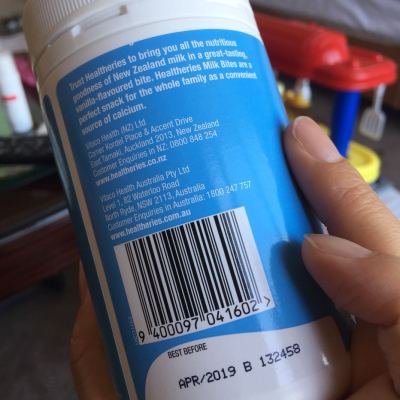 Trust Healtheries to bring you all the nutritious
goodness of New Zealand milk in a great-tasting,
vanilla-flavoured bite. Healtheries Milk Bites are a
perfect snack for the whole family as a convenient
source of calcium.
Vitaco Health (NZ) Ltd
Corner Kordel Place & Accent Drive
East Tamaki, Auckland 2013, New Zealand
Customer Enquiries in NZ: 0800 848 254
www.healtheries.co.nz
Vitaco Health Australia Pty Ltd
Level 1, 82 Waterloo Road
North Ryde, NSW 2113, Australia
Customer Enquiries in Australia: 1800 247 757
www.healtheries.com.au
9 400097 041602 >
BEST BEFORE
APR/2019 B 132458